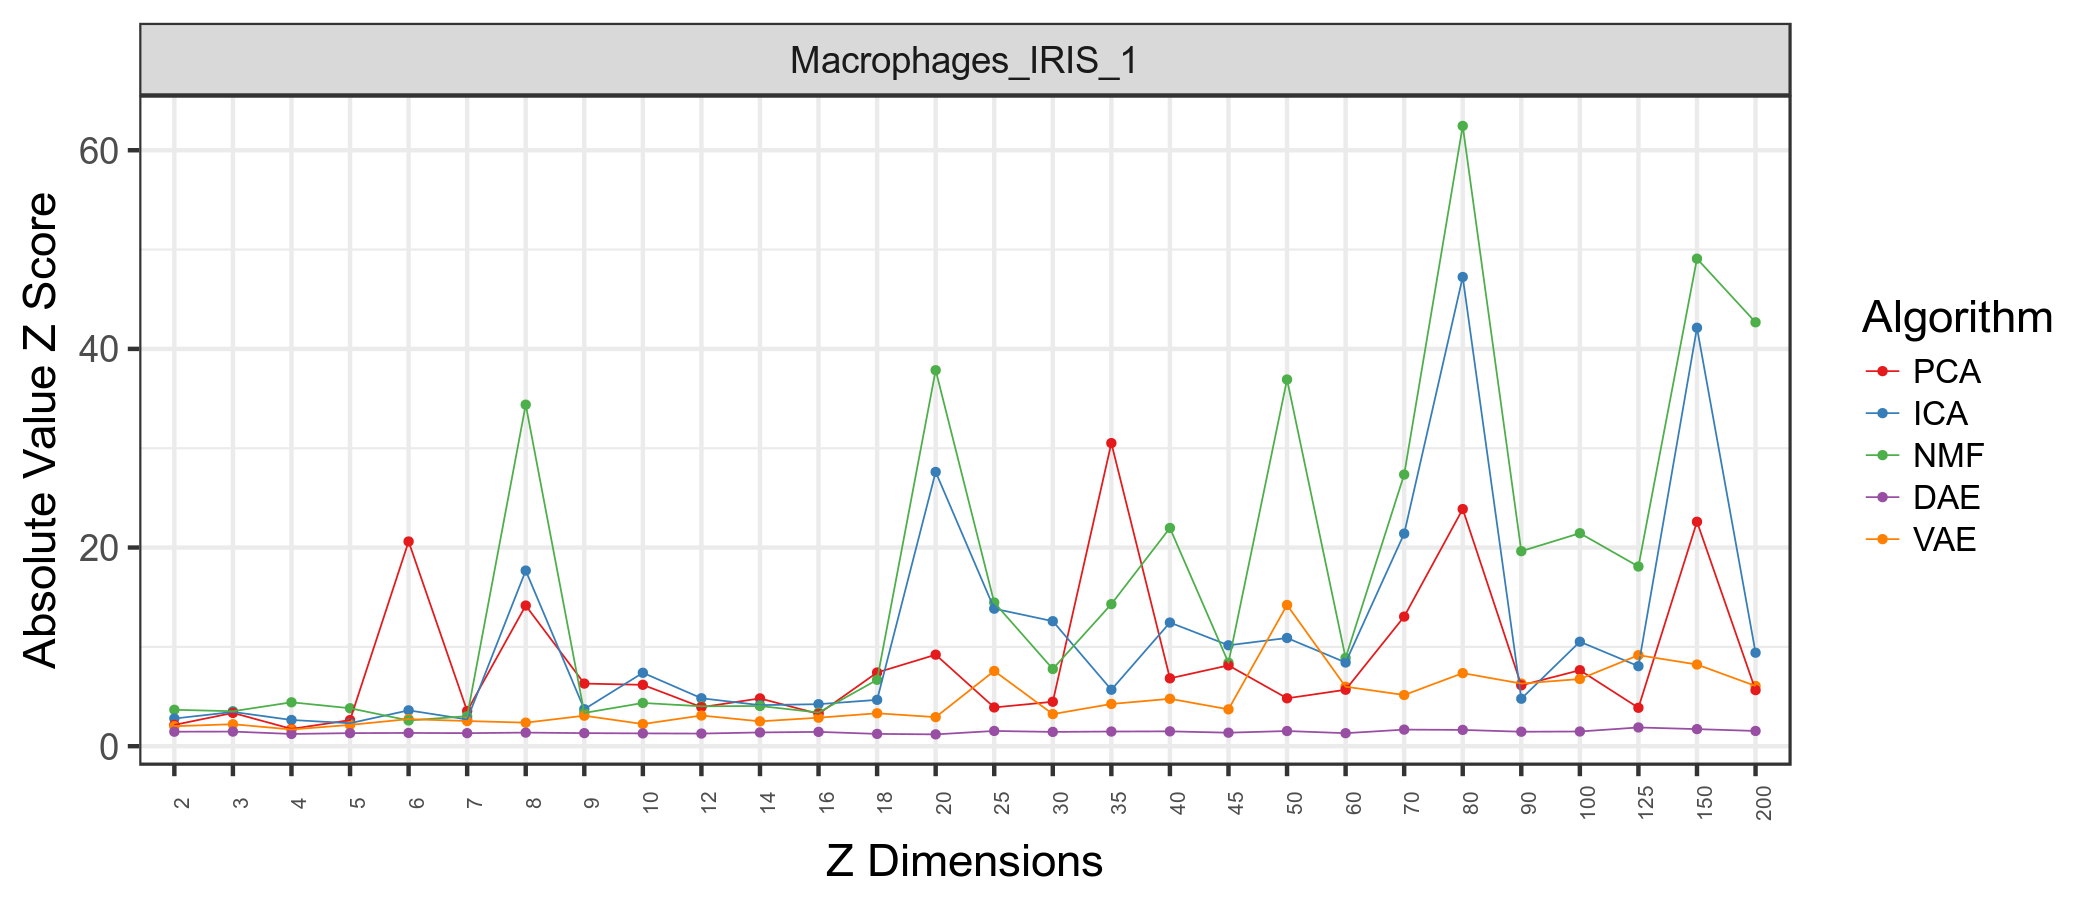 Macrophages_IRIS_1
Absolute Value Z Score
60
40
20
0
2 3 4 5 6 7 8 9 10 12 14 16 18 20 25 30 35 40 45 50 60 70 80 90 100 125 150 200
Z Dimensions
Algorithm
PCA
ICA
NMF
DAE
VAE